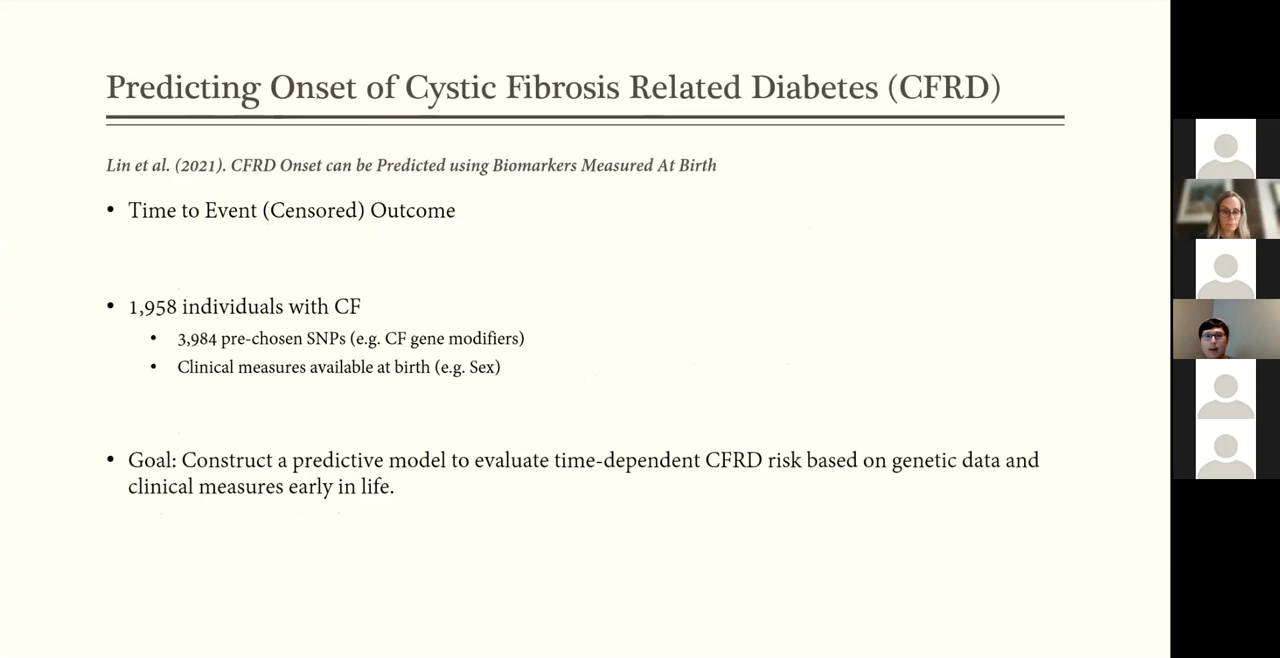 Predicting Onset of Cystic Fibrosis Related Diabetes (CFRD)
Lin et al. (2021). CFRD Onset can be Predicted using Biomarkers Measured At Birth
• Time to Event (Censored) Outcome
• 1,958 individuals with CF
• 3,984 pre-chosen SNPs (e.g. CF gene modifiers)
• Clinical measures available at birth (e.g. Sex)
• Goal: Construct a predictive model to evaluate time-dependent CFRD risk based on genetic data and
clinical measures early in life.